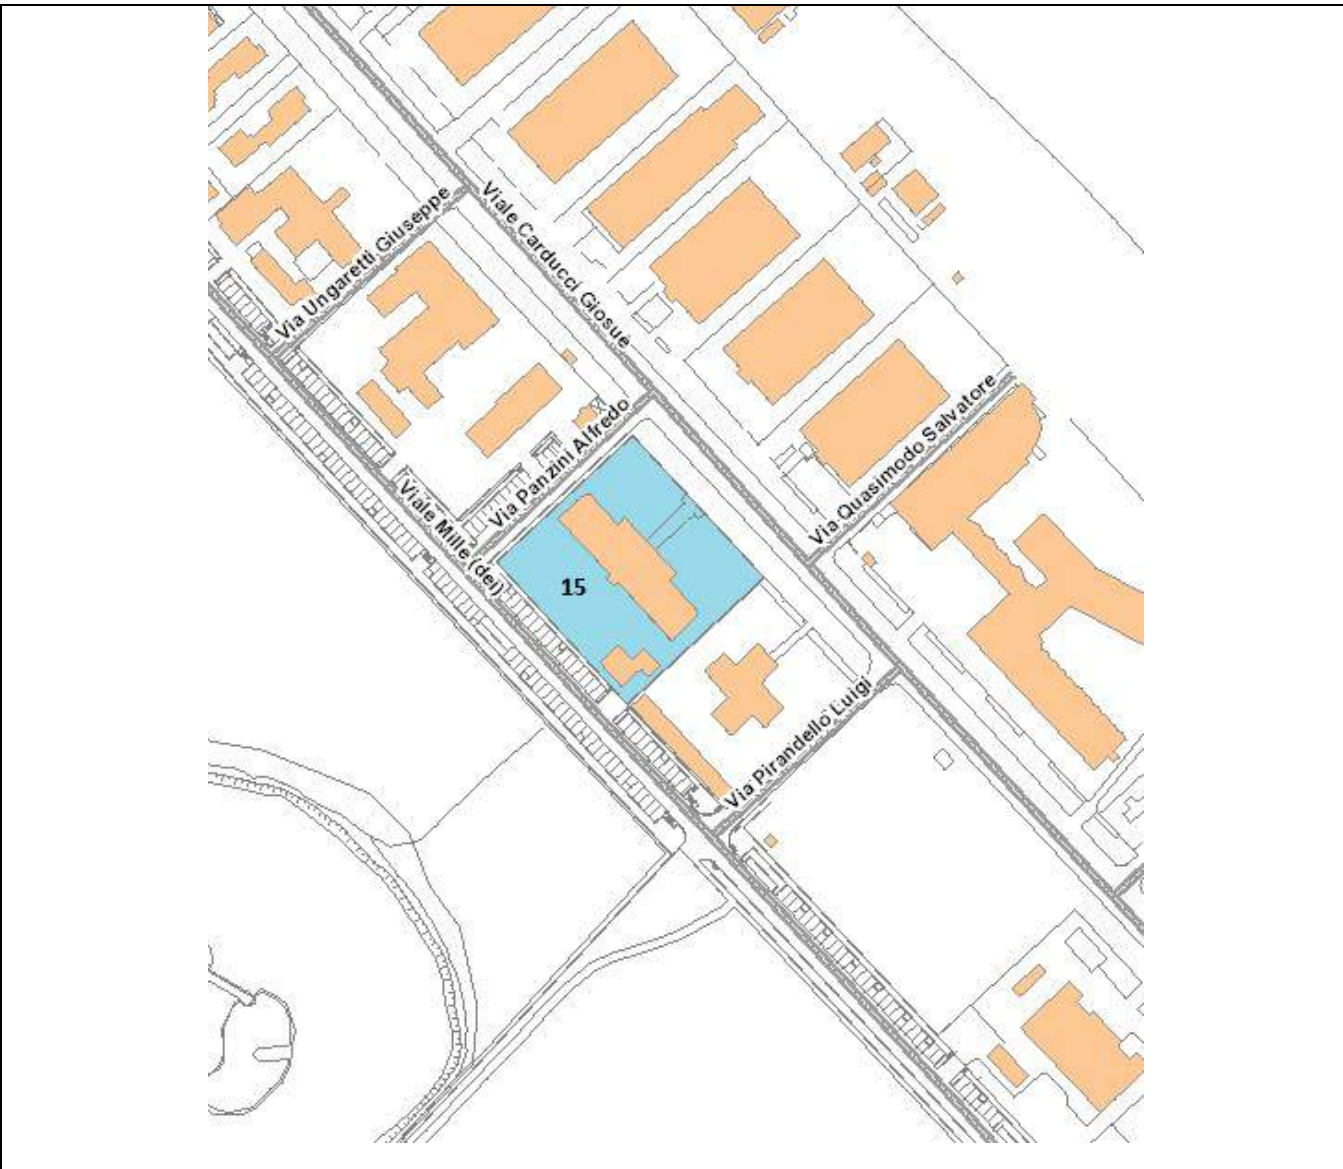 Via Ungaretti Giuseppe
Viale Carducci Giosue
Via Panzini Alfredo
Via Quasimodo Salvatore
Viale Mille (dei)
15
Via Pirandello Luigi